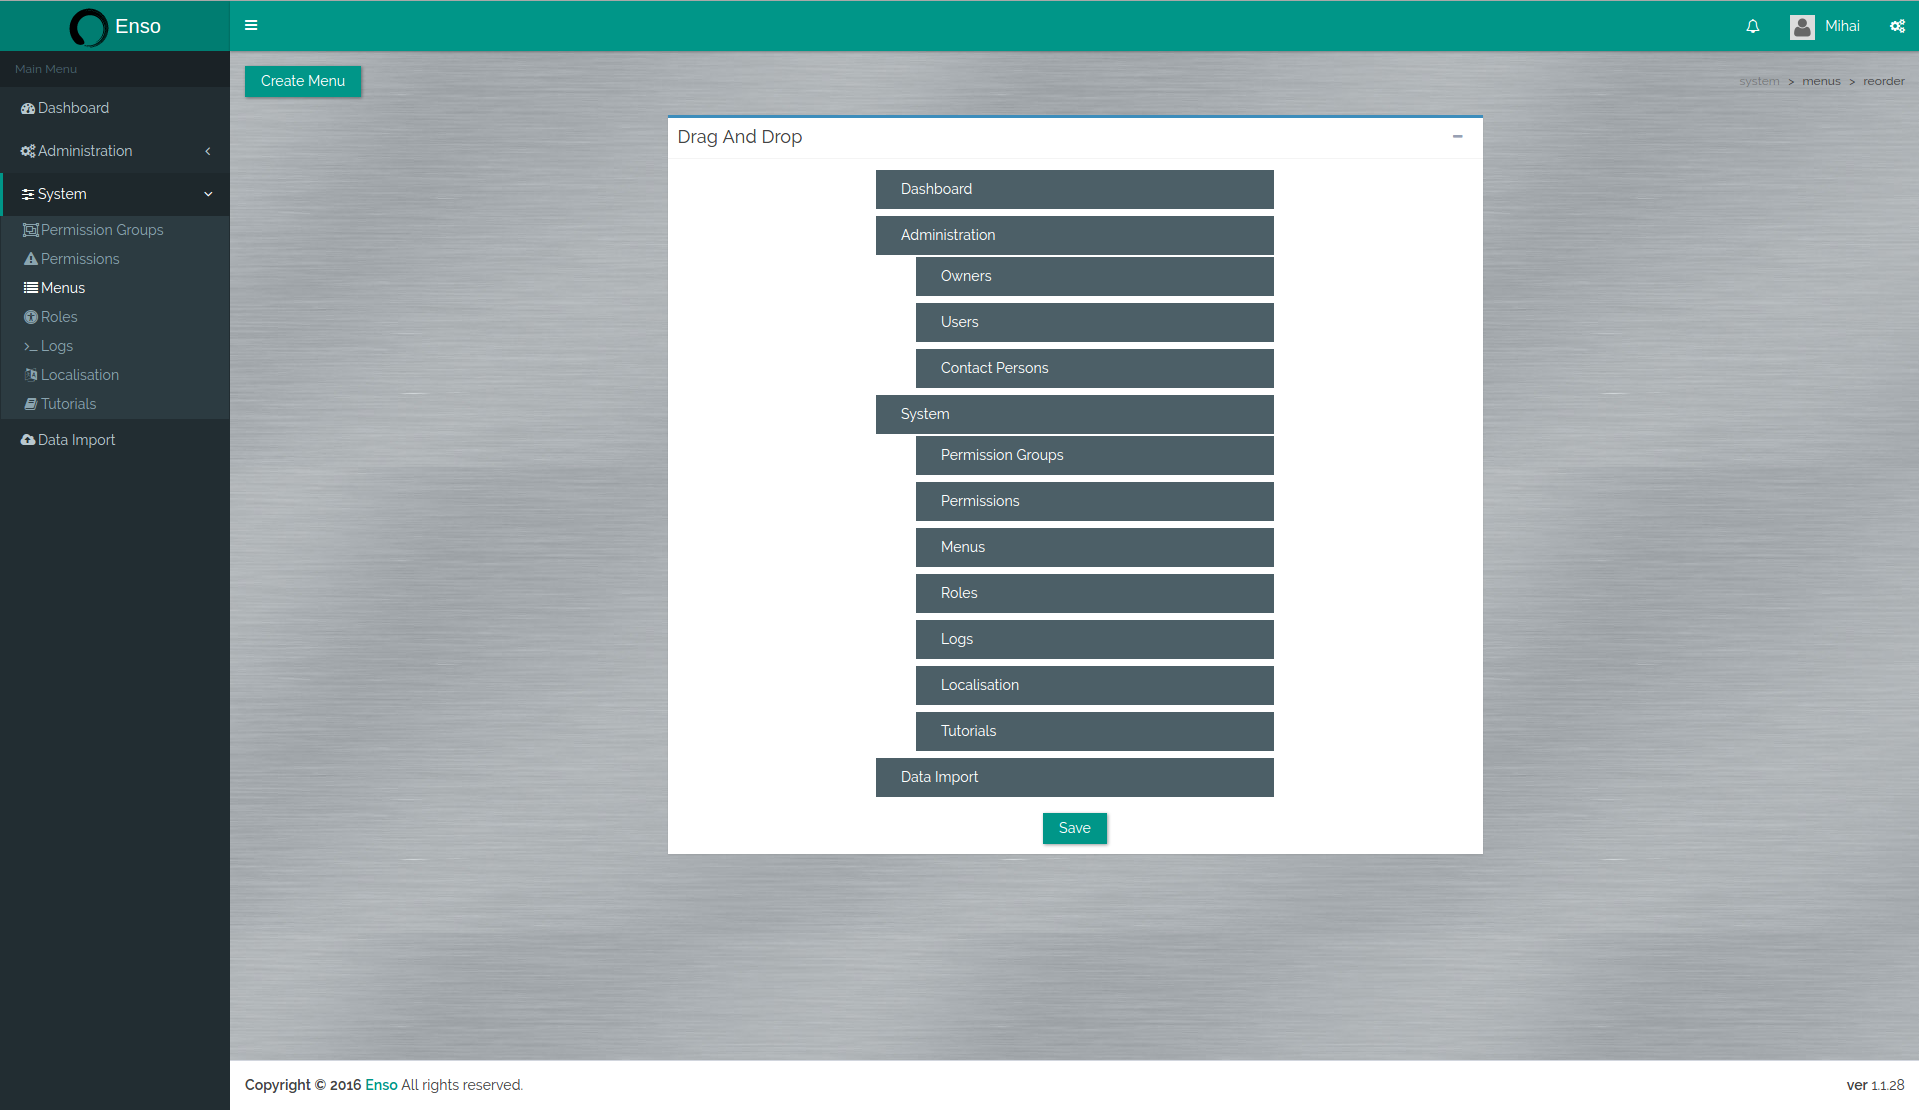 Enso
Mihai
Main Menu
Dashboard
Administration
System
Permission Groups
Permissions
Menus
Roles
Logs
Localisation
Tutorials
Data Import
Create Menu
system > menus > reorder
Drag And Drop
Dashboard
Administration
Owners
Users
Contact Persons
System
Permission Groups
Permissions
Menus
Roles
Logs
Localisation
Tutorials
Data Import
Save
Copyright © 2016 Enso All rights reserved.
ver 1.1.28